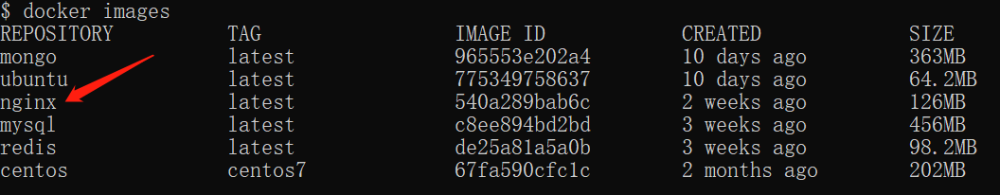 $ docker images
REPOSITORY TAG IMAGE ID CREATED SIZE
mongo latest 965553e202a4 10 days ago 363MB
ubuntu latest 775349758637 10 days ago 64.2MB
nginx latest 540a289bab6c 2 weeks ago 126MB
mysql latest c8ee894bd2bd 3 weeks ago 456MB
redis latest de25a81a5a0b 3 weeks ago 98.2MB
centos centos7 67fa590cfc1c 2 months ago 202MB